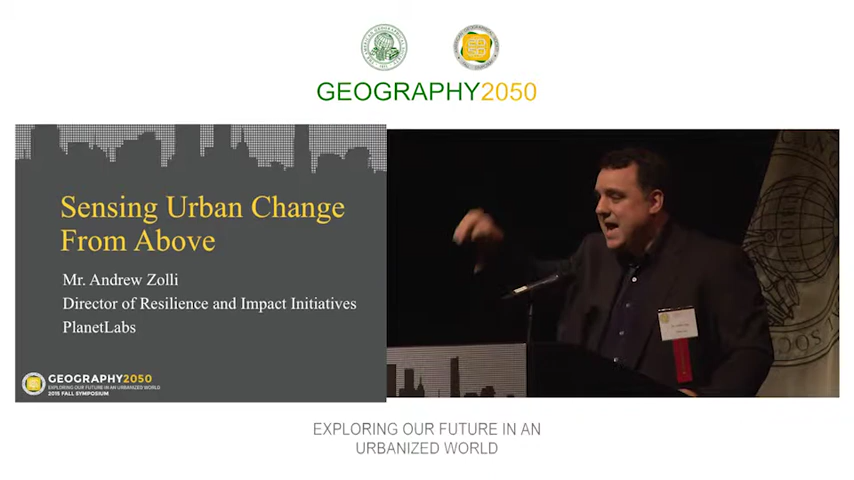 GEOGRAPHY2050
Sensing Urban Change
From Above
Mr. Andrew Zolli
Director of Resilience and Impact Initiatives
PlanetLabs
GEOGRAPHY2050
EXPLORING OUR FUTURE IN AN URBANIZED WORLD
2015 FALL SYMPOSIUM
EXPLORING OUR FUTURE IN AN
URBANIZED WORLD